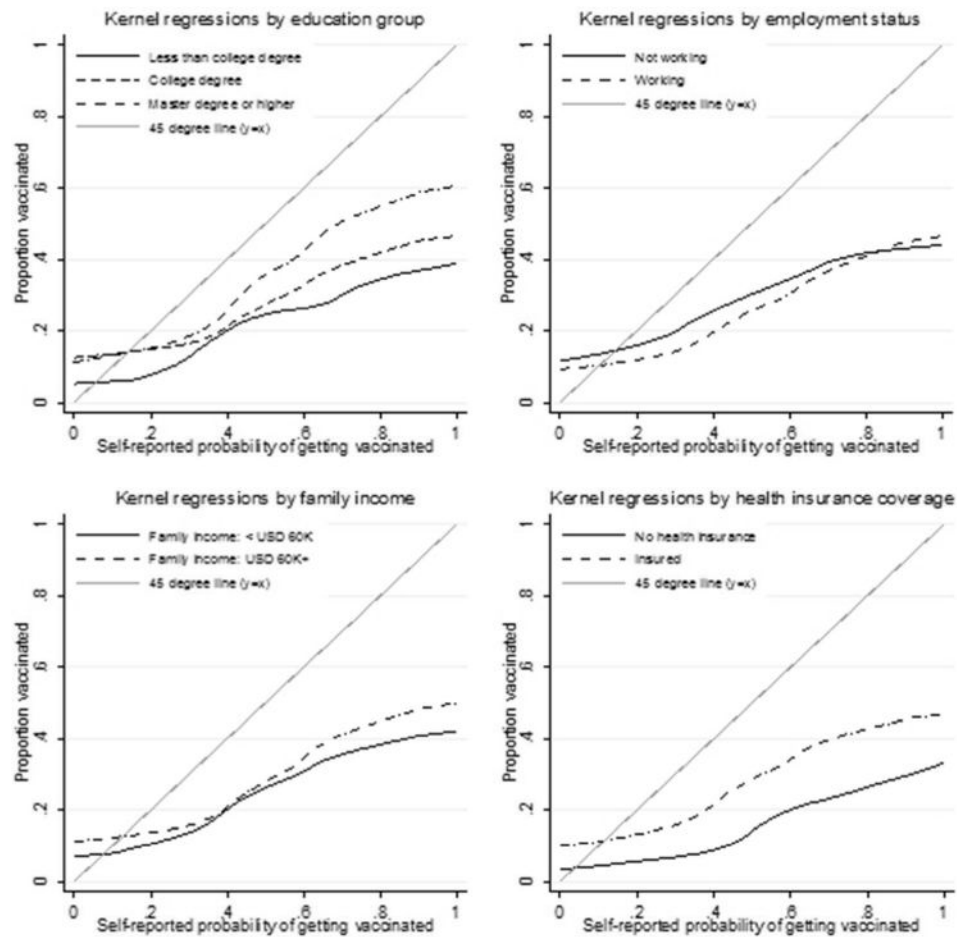 Kernel regressions by education group
Less than college degree
College degree
Master degree or higher
45 degree line (y=x)
Proportion vaccinated
0 .2 .4 .6 .8 1
0 .2 .4 .6 .8 1
Self-reported probability of getting vaccinated
Kernel regressions by employment status
Not working
Working
45 degree line (y=x)
Proportion vaccinated
0 .2 .4 .6 .8 1
0 .2 .4 .6 .8 1
Self-reported probability of getting vaccinated
Kernel regressions by family income
Family Income: < USD 60K
Family Income: USD 60K+
45 degree line (y=x)
Proportion vaccinated
0 .2 .4 .6 .8 1
0 .2 .4 .6 .8 1
Self-reported probability of getting vaccinated
Kernel regressions by health insurance coverage
No health insurance
Insured
45 degree line (y=x)
Proportion vaccinated
0 .2 .4 .6 .8 1
0 .2 .4 .6 .8 1
Self-reported probability of getting vaccinated